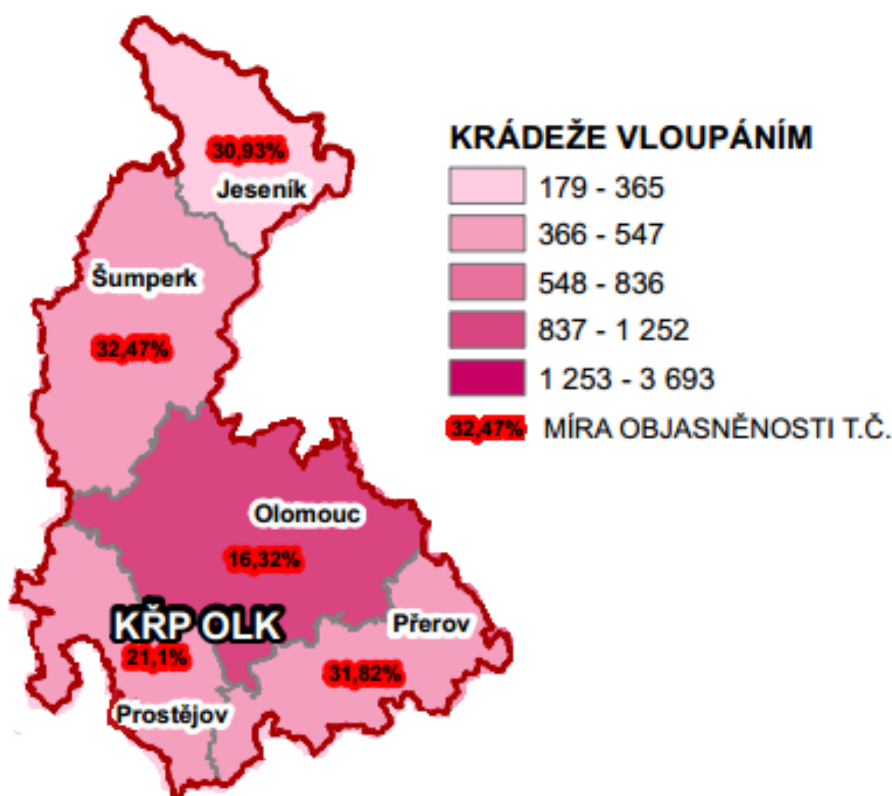 30,93%
Jeseník
Šumperk
32,47%
Olomouc
16,32%
KŘP OLK
21,1%
Prostějov
Přerov
31,82%
KRÁDEŽE VLOUPÁNÍM
179 - 365
366 - 547
548 - 836
837 - 1 252
1 253 - 3 693
32,47% MÍRA OBJASNĚNOSTI T.Č.